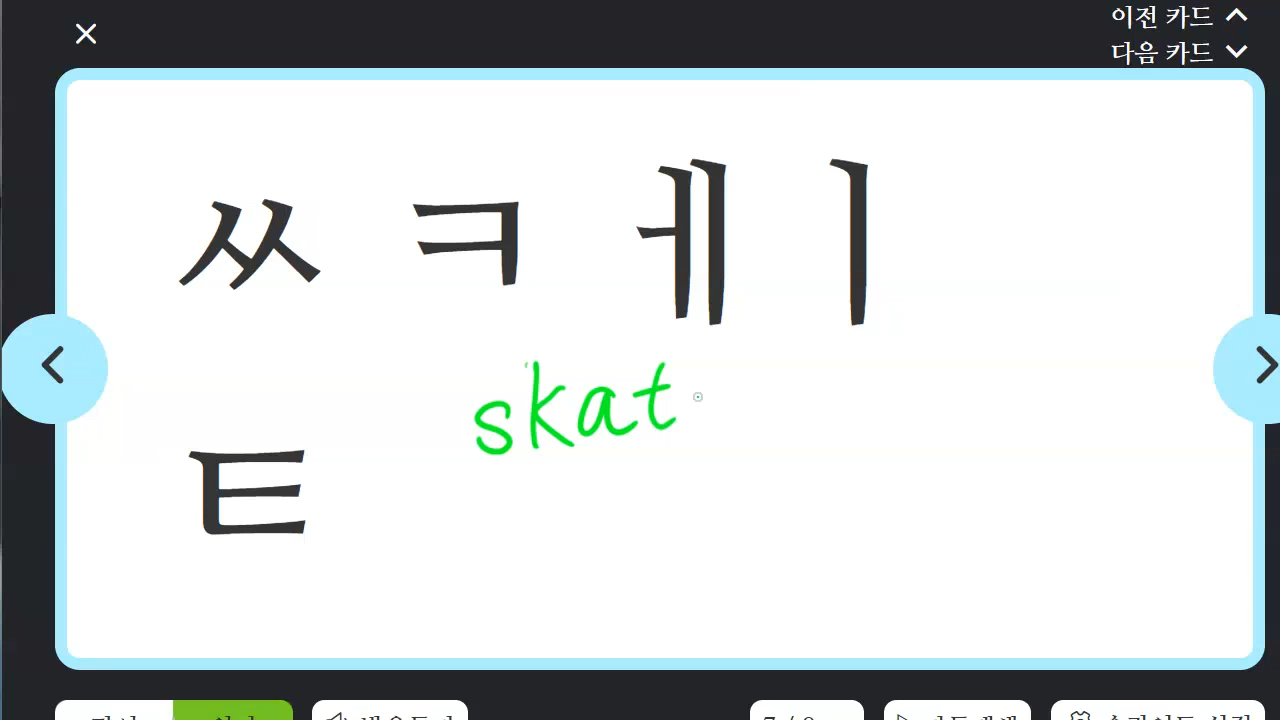 이전 카드
다음 카드
ㅆ ㅋ ㅔ ㅣ
skat
ㅌ